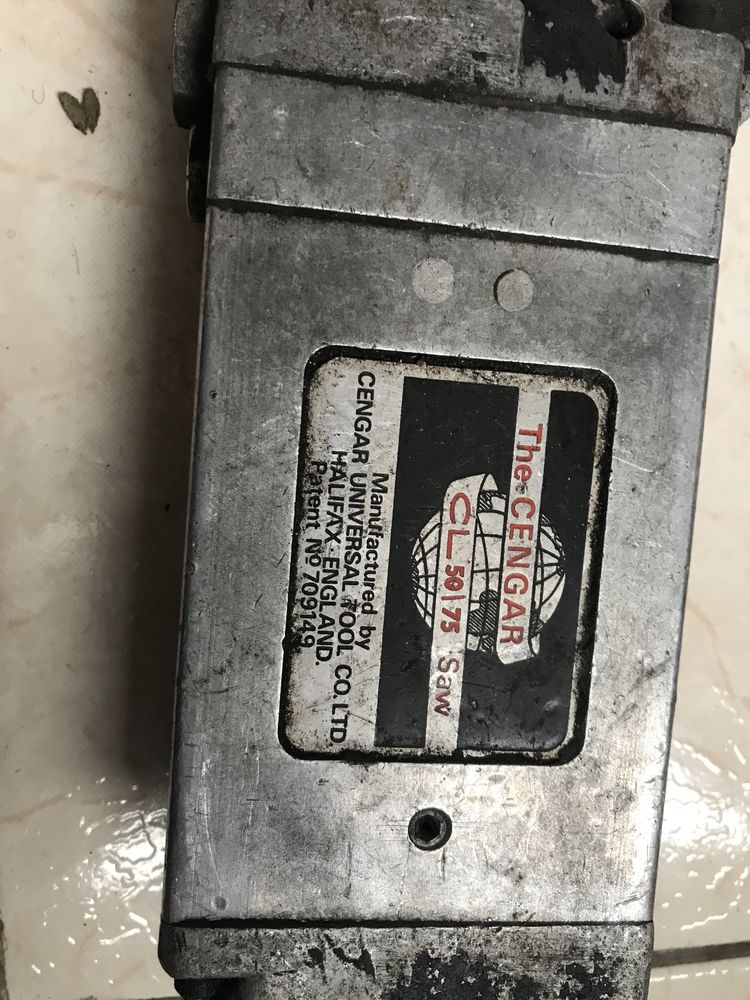 The CENGAR
CL 50/75 Saw
Manufactured by
CENGAR UNIVERSAL TOOL CO. LTD.
HALIFAX · ENGLAND.
Patent No 709149